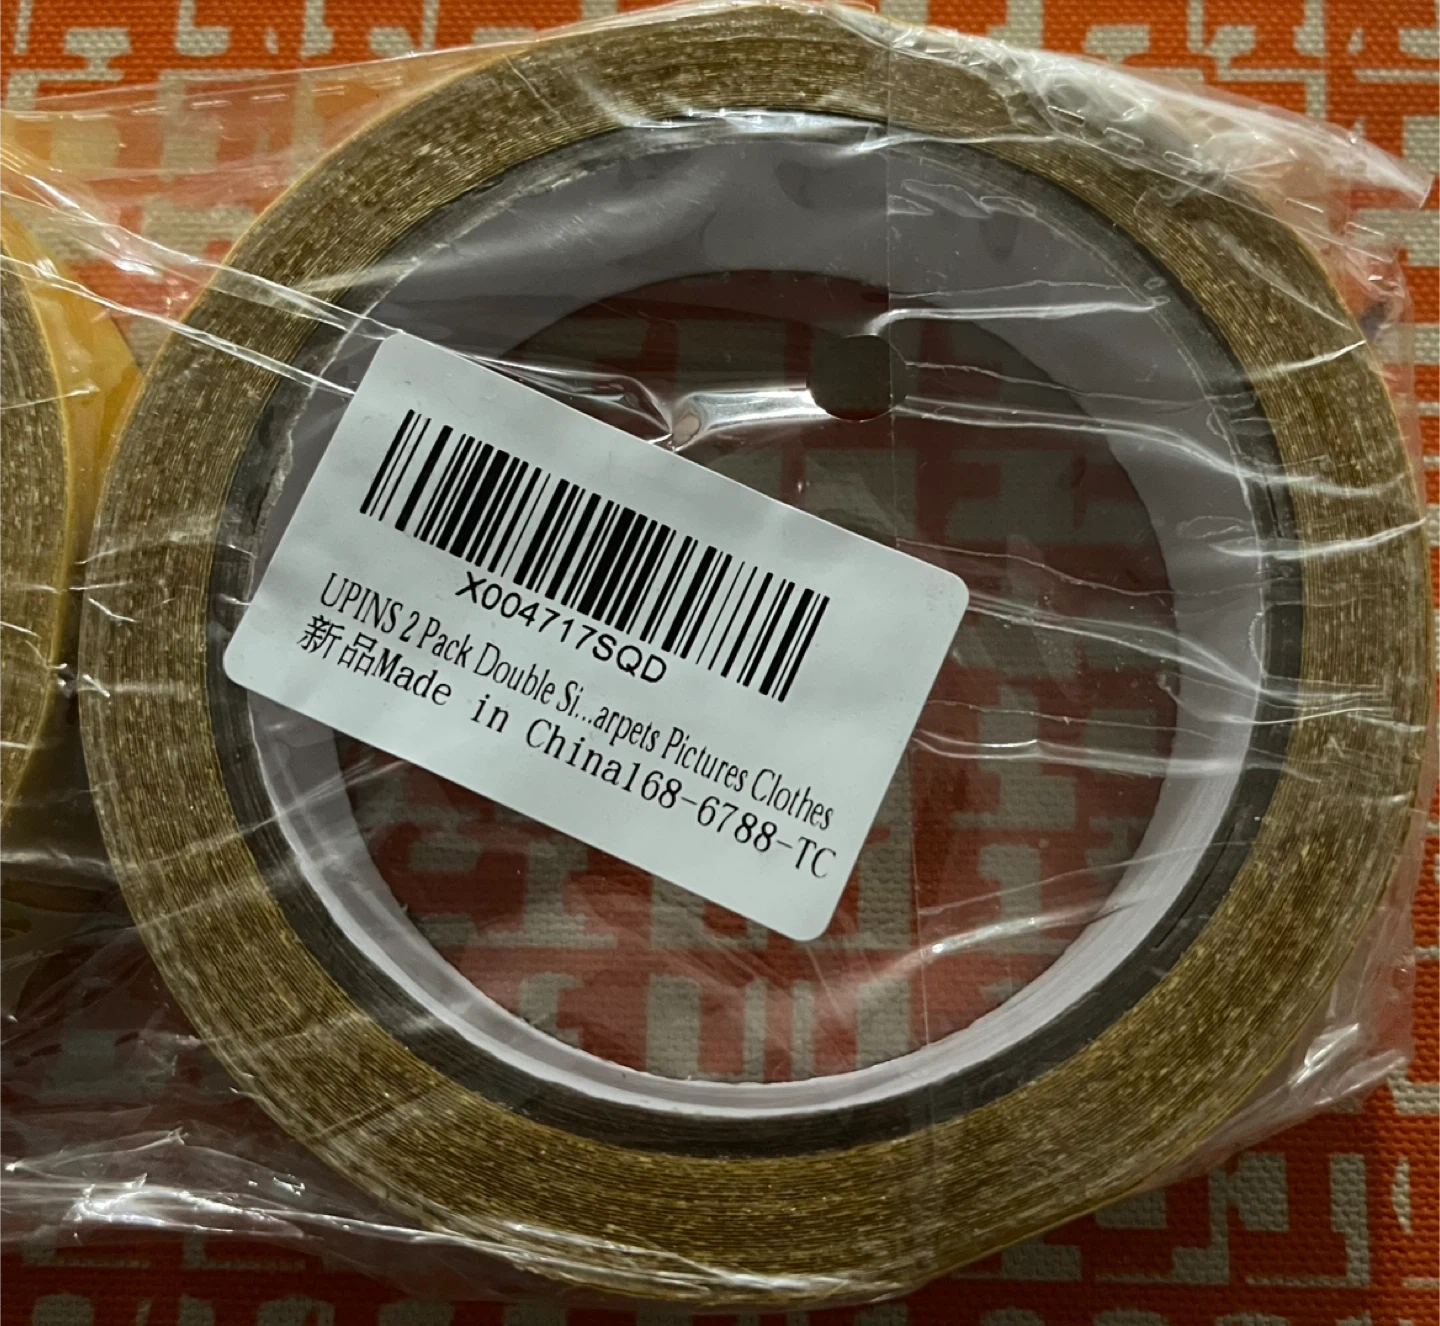 X004717SQD
UPINS 2 Pack Double Si...arpets Pictures Clothes
新品Made in China168-6788-TC